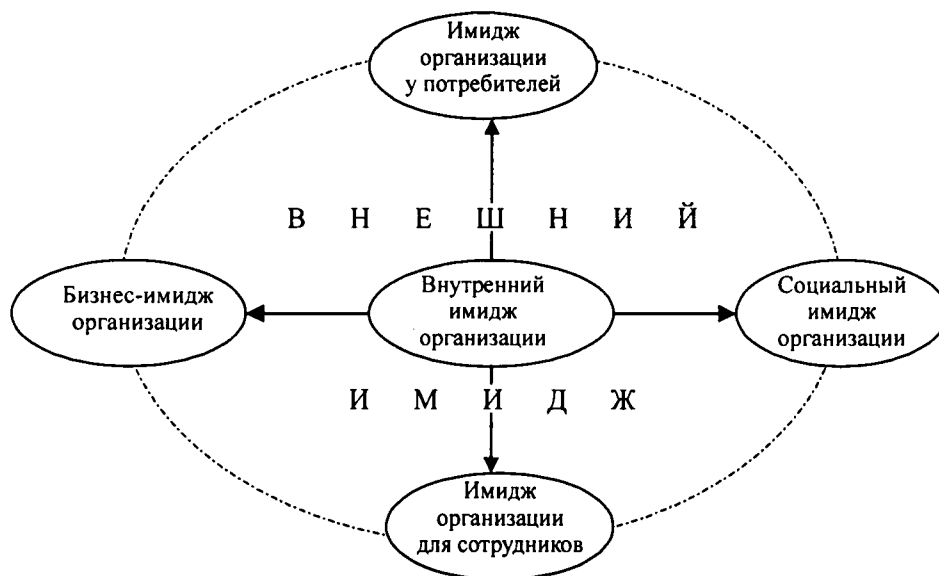 Имидж
организации
у потребителей
В Н Е Ш Н И Й
Бизнес-имидж
организации
Внутренний
имидж
организации
Социальный
имидж
организации
И М И Д Ж
Имидж
организации
для сотрудников